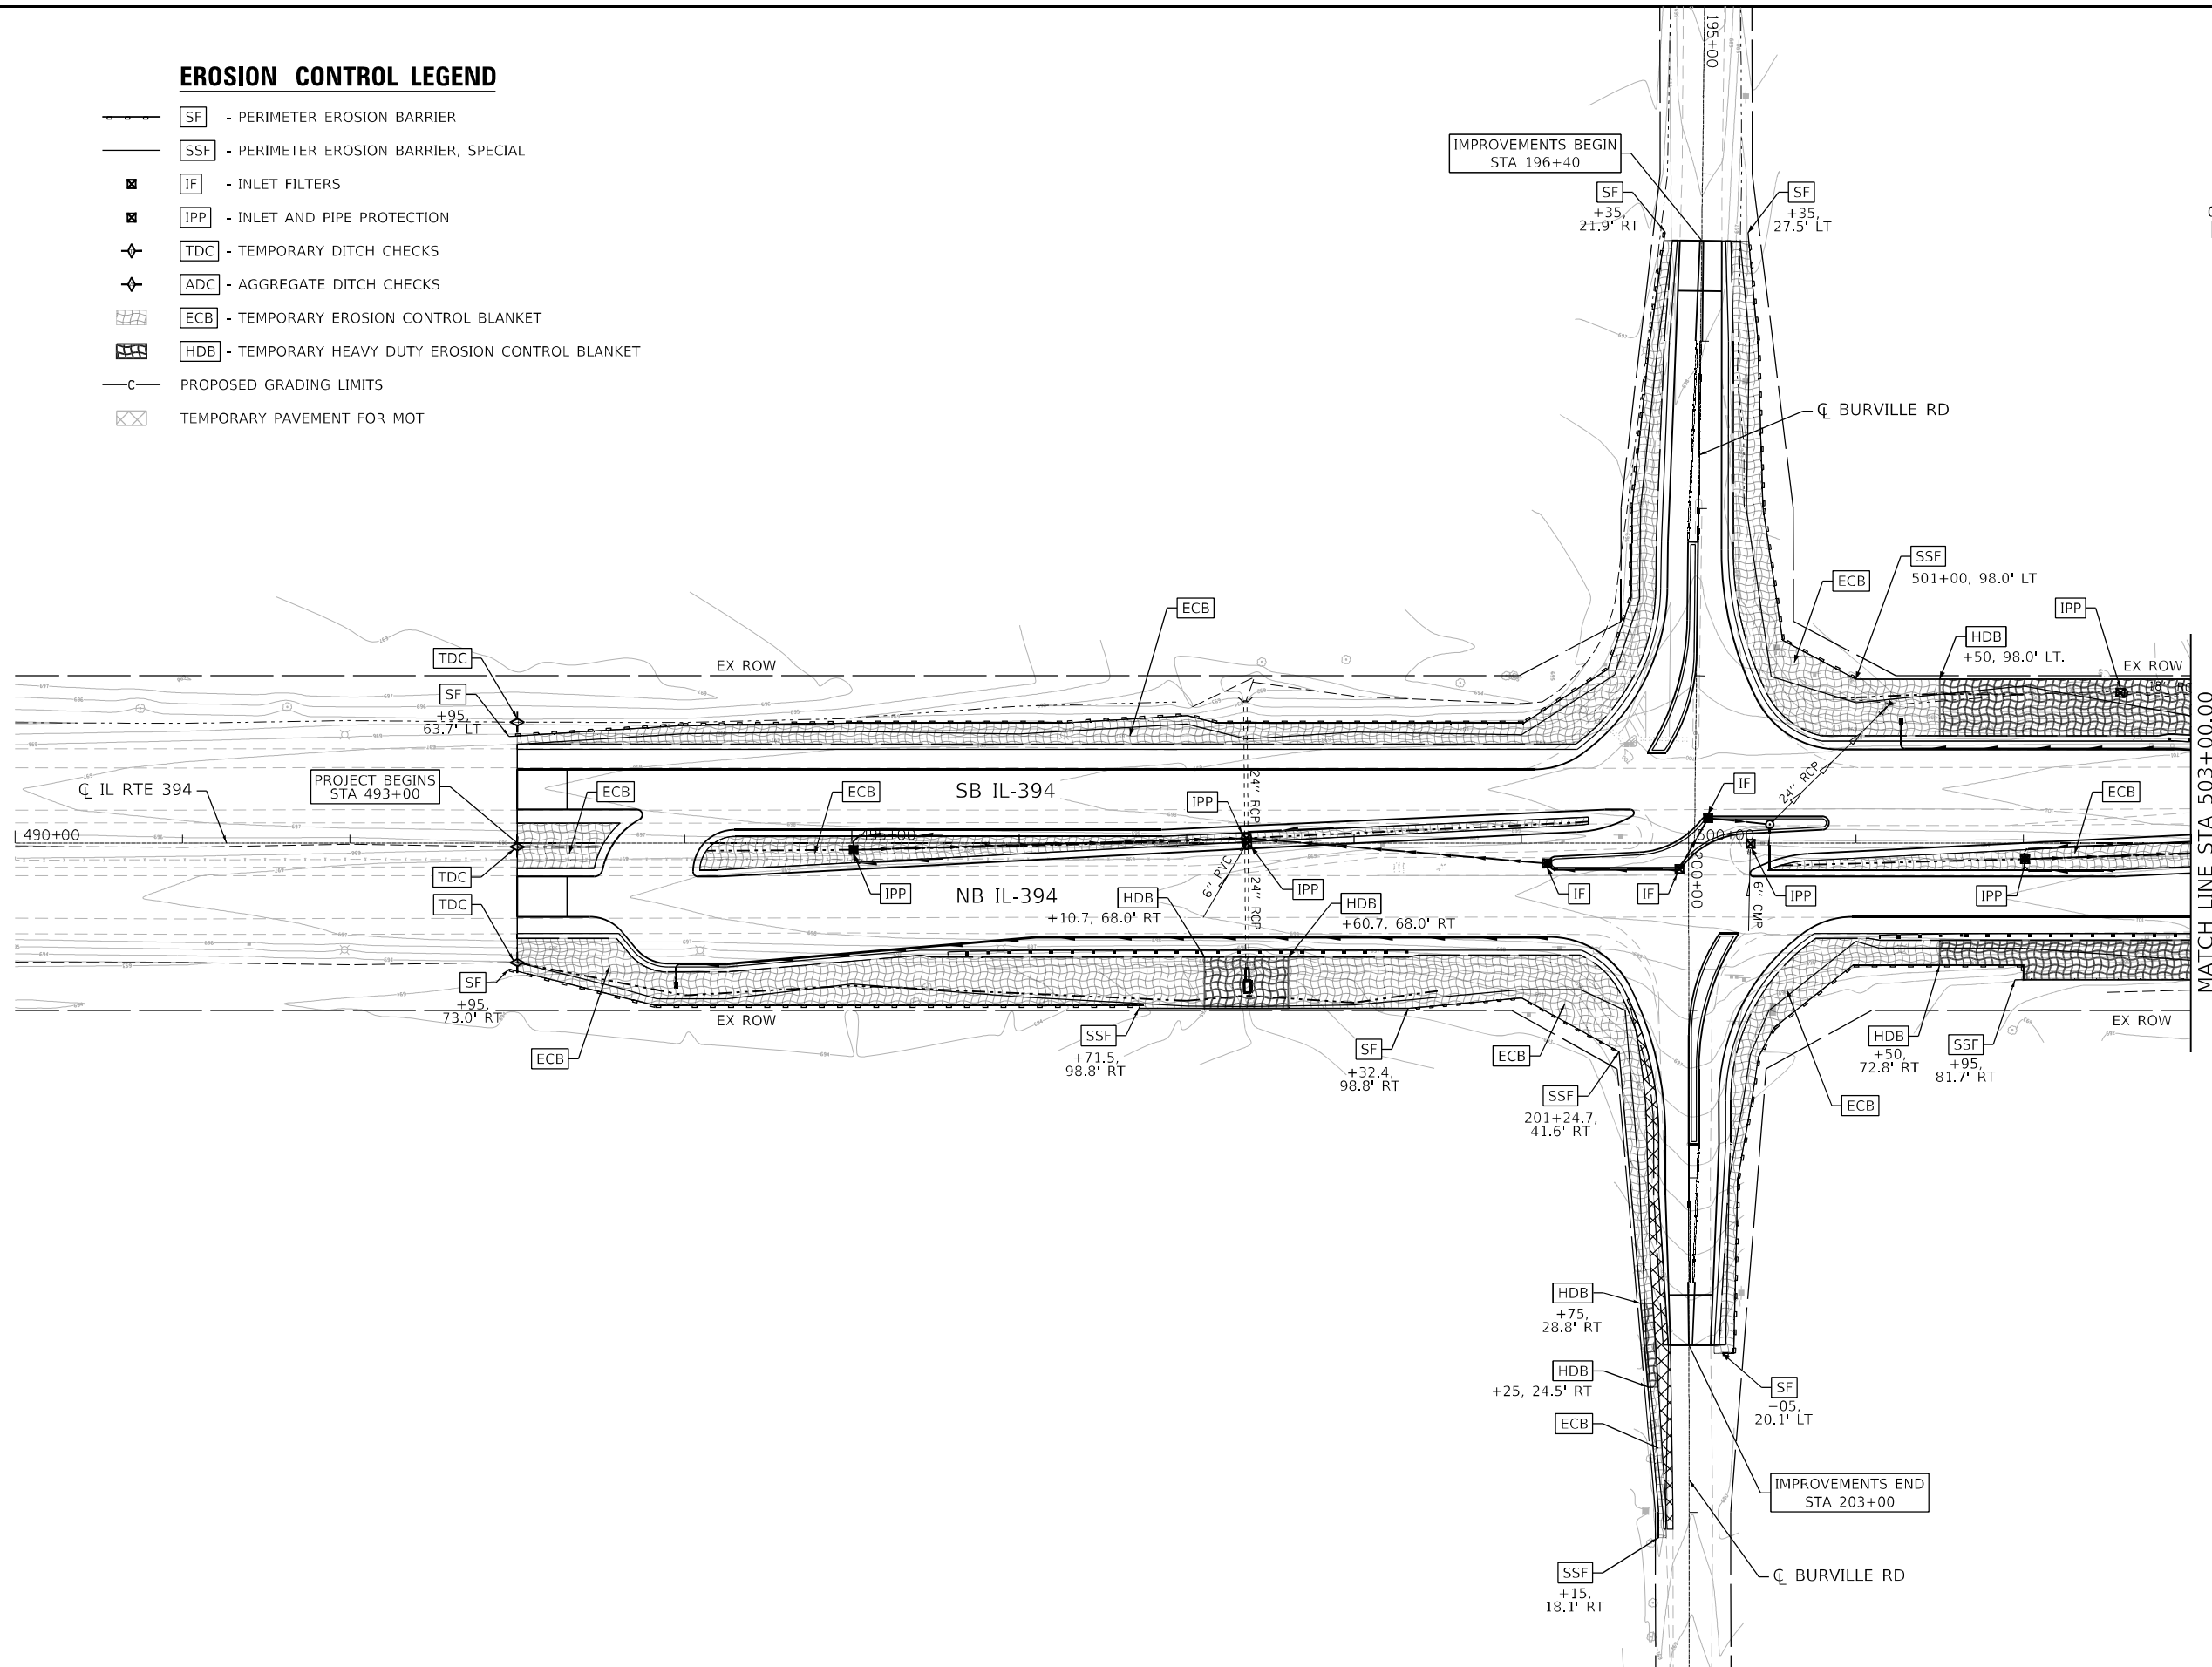 EROSION CONTROL LEGEND
SF - PERIMETER EROSION BARRIER
SSF - PERIMETER EROSION BARRIER, SPECIAL
IF - INLET FILTERS
IPP - INLET AND PIPE PROTECTION
TDC - TEMPORARY DITCH CHECKS
ADC - AGGREGATE DITCH CHECKS
ECB - TEMPORARY EROSION CONTROL BLANKET
HDB - TEMPORARY HEAVY DUTY EROSION CONTROL BLANKET
C PROPOSED GRADING LIMITS
TEMPORARY PAVEMENT FOR MOT
195+00
IMPROVEMENTS BEGIN
STA 196+40
SF
+35,
21.9' RT
SF
+35,
27.5' LT
℄ BURVILLE RD
SSF
501+00, 98.0' LT
ECB
IPP
HDB
+50, 98.0' LT.
EX ROW
ECB
EX ROW
TDC
SF
+95,
63.7' LT
PROJECT BEGINS
STA 493+00
℄ IL RTE 394
490+00
ECB
ECB
495+00
SB IL-394
IPP
24" RCP
24" RCP
IF
500+00
ECB
MATCH LINE STA 503+00.00
TDC
TDC
IPP
NB IL-394
6" PVC
24" RCP
IPP
IF
IF
200+00
6" CMP
IPP
IPP
HDB
+10.7, 68.0' RT
HDB
+60.7, 68.0' RT
SF
+95,
73.0' RT
EX ROW
ECB
SSF
+71.5,
98.8' RT
SF
+32.4,
98.8' RT
ECB
SSF
201+24.7,
41.6' RT
HDB
+50,
72.8' RT
SSF
+95,
81.7' RT
EX ROW
ECB
HDB
+75,
28.8' RT
HDB
+25, 24.5' RT
ECB
SF
+05,
20.1' LT
IMPROVEMENTS END
STA 203+00
SSF
+15,
18.1' RT
℄ BURVILLE RD